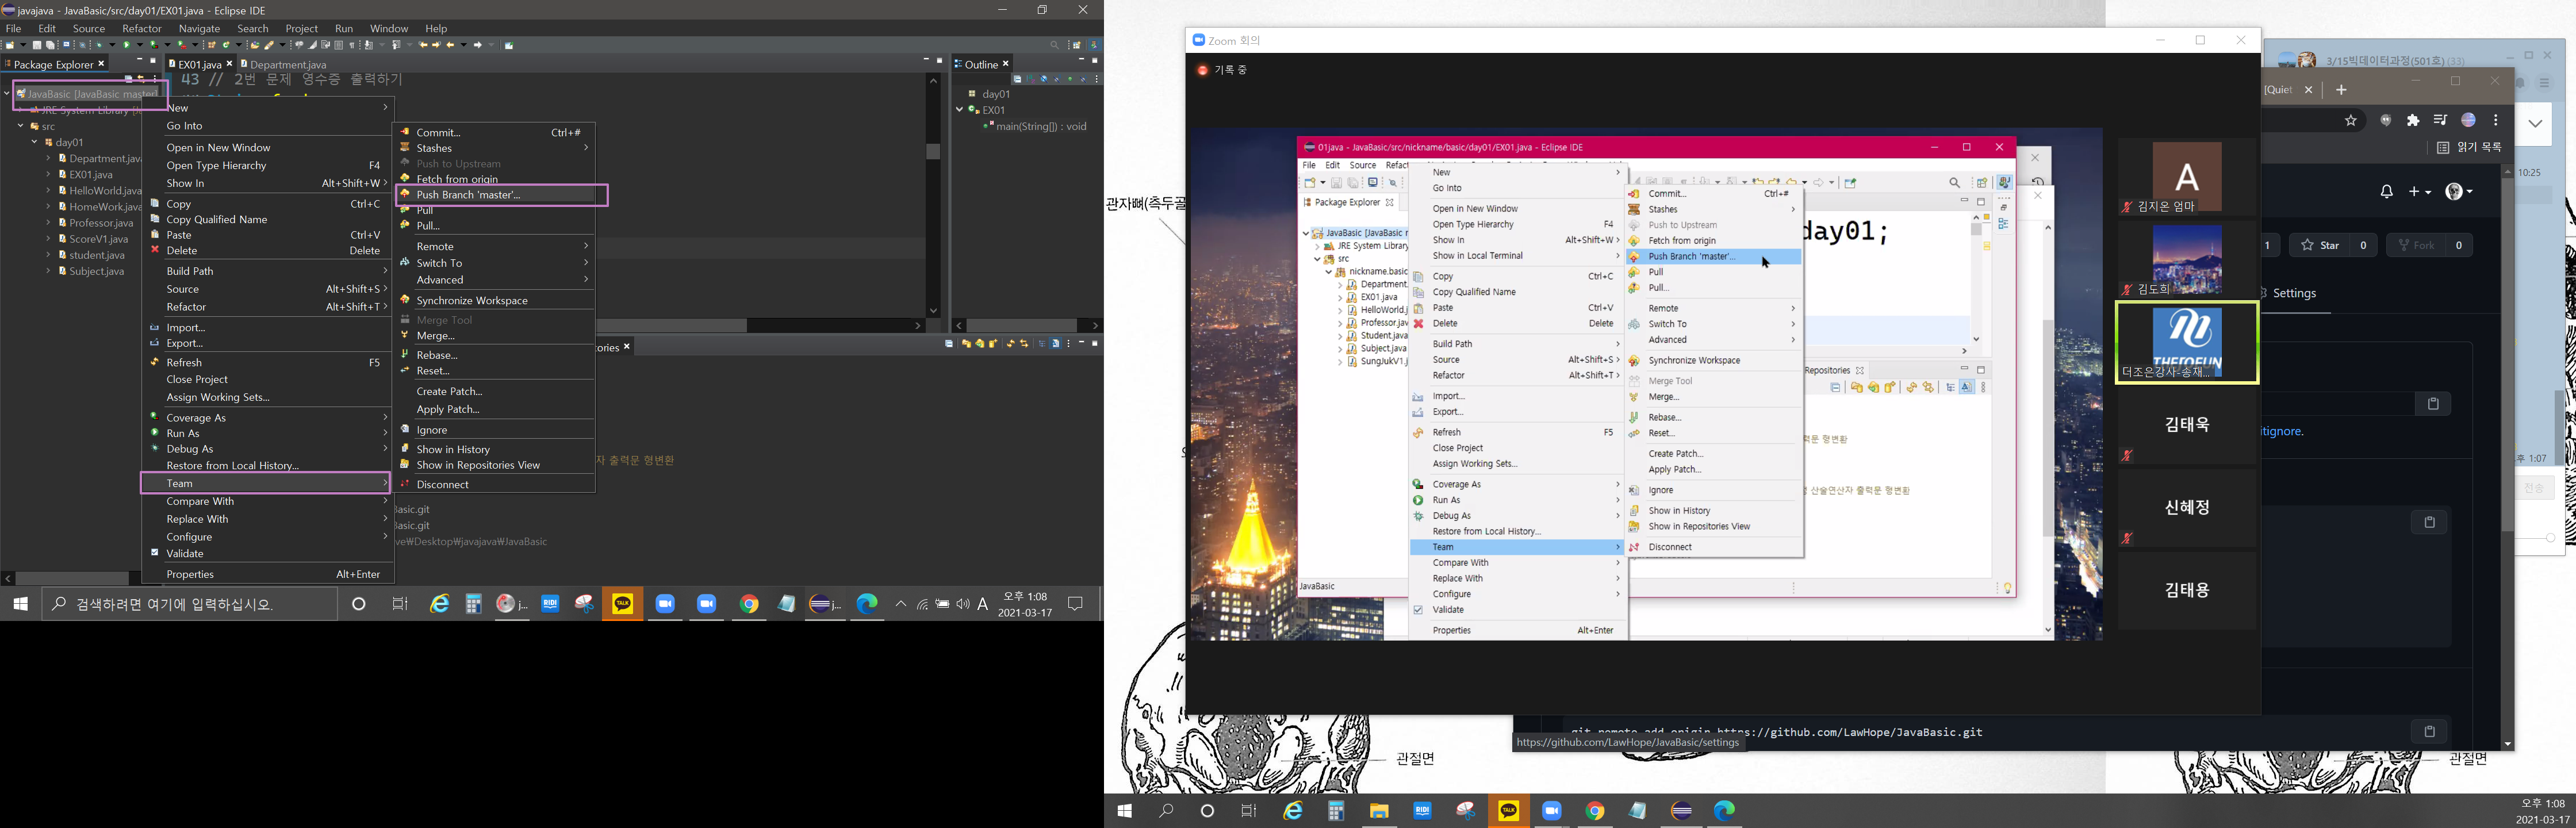 javajava - JavaBasic/src/day01/EX01.java - Eclipse IDE
File Edit Source Refactor Navigate Search Project Run Window Help
Package Explorer
EX01.java
Department.java
Outline
43 // 2번 문제 영수증 출력하기
JavaBasic [JavaBasic master]
JRE System Library
src
day01
Department.java
EX01.java
HelloWorld.java
HomeWork.java
Professor.java
ScoreV1.java
student.java
Subject.java
New
Go Into
Open in New Window
Open Type Hierarchy F4
Show In Alt+Shift+W
Copy Ctrl+C
Copy Qualified Name
Paste Ctrl+V
Delete Delete
Build Path
Source Alt+Shift+S
Refactor Alt+Shift+T
Import...
Export...
Refresh F5
Close Project
Assign Working Sets...
Coverage As
Run As
Debug As
Restore from Local History...
Team
Compare With
Replace With
Configure
Validate
Properties Alt+Enter
Commit... Ctrl+#
Stashes
Push to Upstream
Fetch from origin
Push Branch 'master'...
Pull
Pull...
Remote
Switch To
Advanced
Synchronize Workspace
Merge Tool
Merge...
Rebase...
Reset...
Create Patch...
Apply Patch...
Ignore
Show in History
Show in Repositories View
Disconnect
day01
EX01
main(String[]) : void
ories
자 출력문 형변환
Basic.git
Basic.git
ve₩Desktop₩javajava₩JavaBasic
검색하려면 여기에 입력하십시오.
j...
RIDI
TALK
j...
A
오후 1:08
2021-03-17
관자뼈(측두골
Zoom 회의
기록 중
01java - JavaBasic/src/nickname/basic/day01/EX01.java - Eclipse IDE
File Edit Source Refact
Package Explorer
JavaBasic [JavaBasic r
JRE System Library
src
nickname.basic
Department.
EX01.java
HelloWorld.j
Professor.jav
Student.java
Subject.java
SungJukV1.j
JavaBasic
New
Go Into
Open in New Window
Open Type Hierarchy F4
Show In Alt+Shift+W
Show in Local Terminal
Copy Ctrl+C
Copy Qualified Name
Paste Ctrl+V
Delete Delete
Build Path
Source Alt+Shift+S
Refactor Alt+Shift+T
Import...
Export...
Refresh F5
Close Project
Assign Working Sets...
Coverage As
Run As
Debug As
Restore from Local History...
Team
Compare With
Replace With
Configure
Validate
Properties Alt+Enter
Commit... Ctrl+#
Stashes
Push to Upstream
Fetch from origin
Push Branch 'master'...
Pull
Pull...
Remote
Switch To
Advanced
Synchronize Workspace
Merge Tool
Merge...
Rebase...
Reset...
Create Patch...
Apply Patch...
Ignore
Show in History
Show in Repositories View
Disconnect
day01;
Repositories
력문 형변환
산술연산자 출력문 형변환
A
김지온 엄마
김도희
THEJOEUN
더조은강사-송재...
김태욱
신혜정
김태용
3/15빅데이터과정(501호) (33)
[Quiet
읽기 목록
10:25
1
Star 0
Fork 0
Settings
itignore.
후 1:07
전송
git remote add origin https://github.com/LawHope/JavaBasic.git
https://github.com/LawHope/JavaBasic/settings
관절면
관절면
RIDI
TALK
오후 1:08
2021-03-17